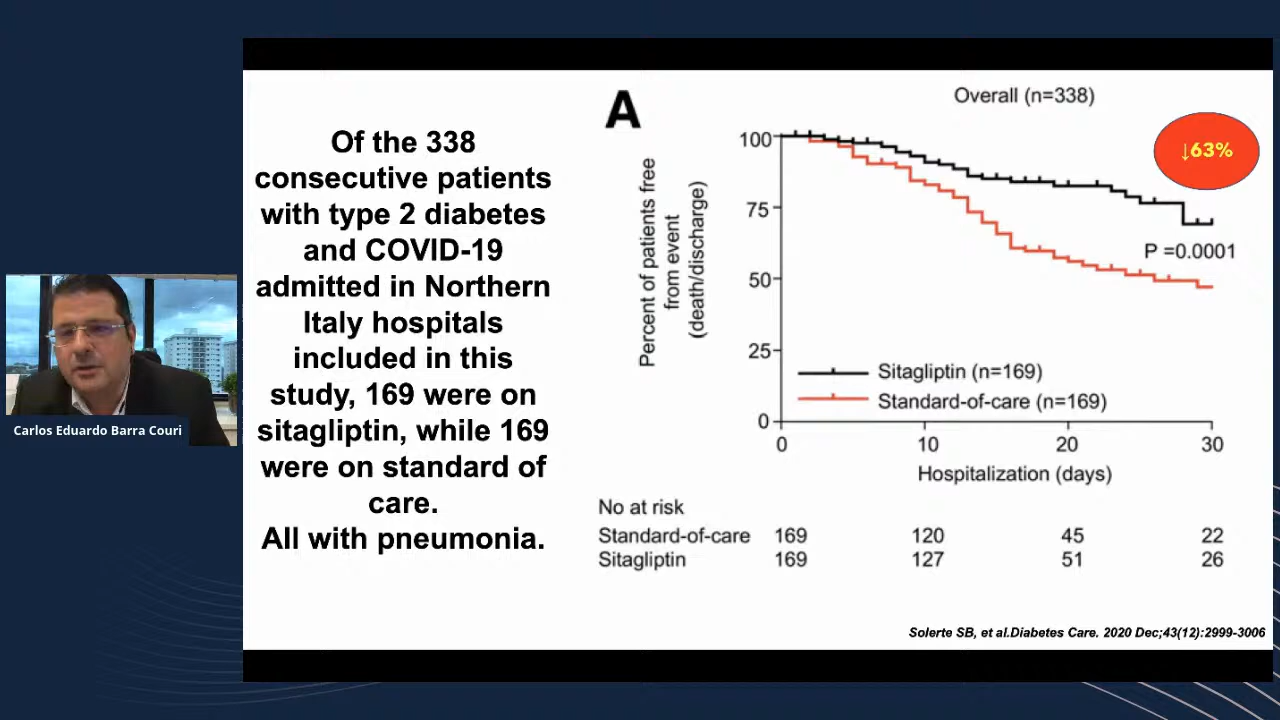 Of the 338
consecutive patients
with type 2 diabetes
and COVID-19
admitted in Northern
Italy hospitals
included in this
study, 169 were on
sitagliptin, while 169
were on standard of
care.
All with pneumonia.
Carlos Eduardo Barra Couri
A
Overall (n=338)
↓63%
Percent of patients free
from event
(death/discharge)
100
75
50
25
0
P =0.0001
Sitagliptin (n=169)
Standard-of-care (n=169)
0 10 20 30
Hospitalization (days)
No at risk
Standard-of-care 169 120 45 22
Sitagliptin 169 127 51 26
Solerte SB, et al.Diabetes Care. 2020 Dec;43(12):2999-3006